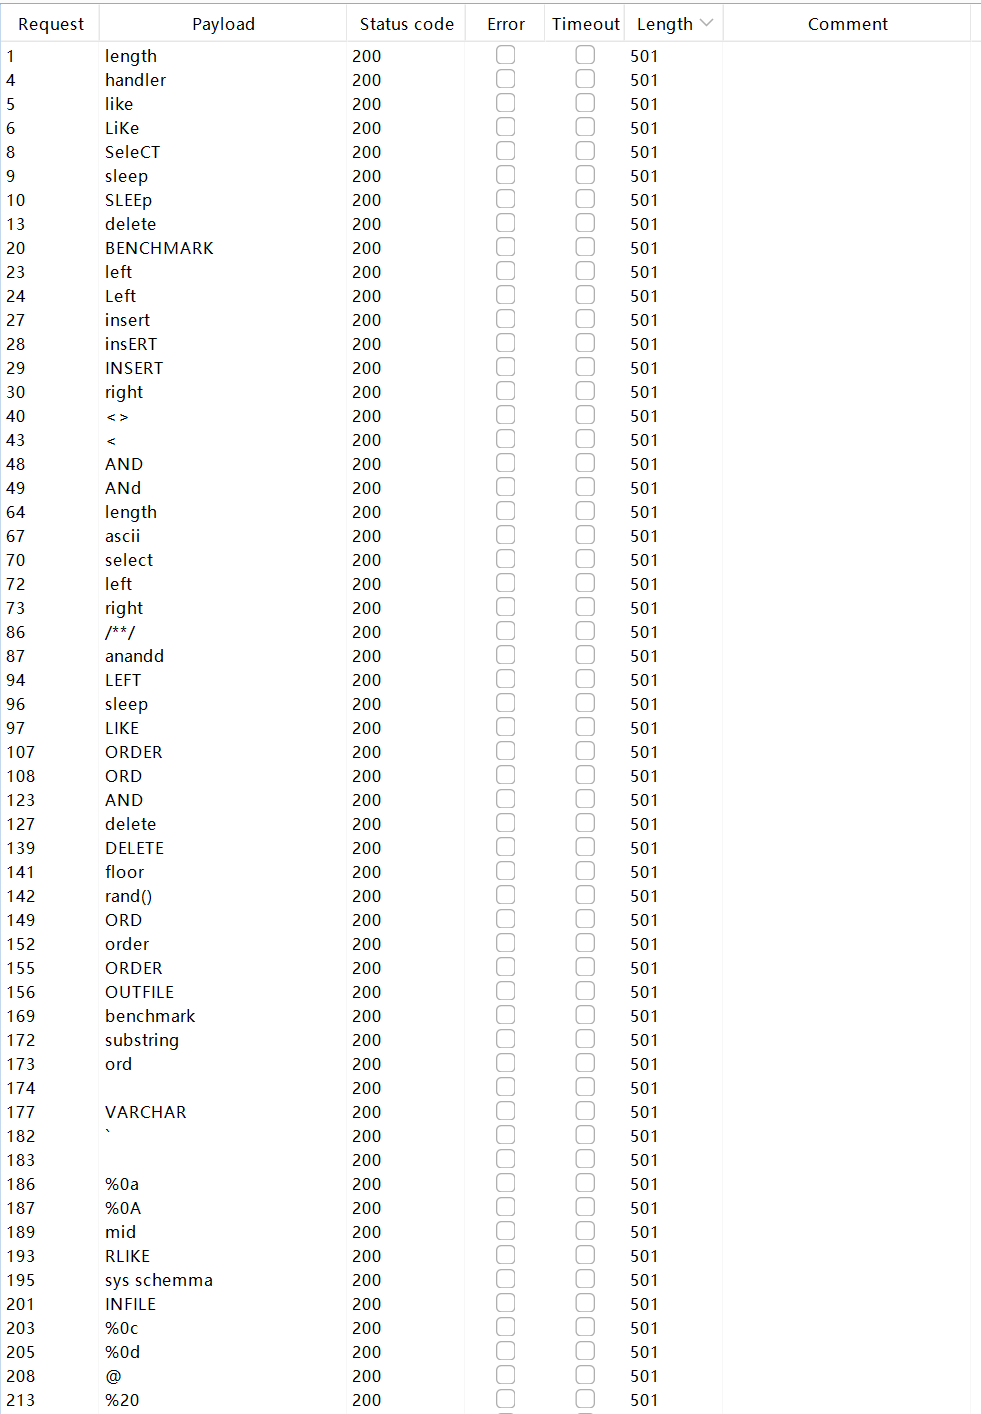 Request Payload Status code Error Timeout Length Comment
1 length 200 501
4 handler 200 501
5 like 200 501
6 LiKe 200 501
8 SeleCT 200 501
9 sleep 200 501
10 SLEEp 200 501
13 delete 200 501
20 BENCHMARK 200 501
23 left 200 501
24 Left 200 501
27 insert 200 501
28 insERT 200 501
29 INSERT 200 501
30 right 200 501
40 <> 200 501
43 < 200 501
48 AND 200 501
49 ANd 200 501
64 length 200 501
67 ascii 200 501
70 select 200 501
72 left 200 501
73 right 200 501
86 /**/ 200 501
87 anandd 200 501
94 LEFT 200 501
96 sleep 200 501
97 LIKE 200 501
107 ORDER 200 501
108 ORD 200 501
123 AND 200 501
127 delete 200 501
139 DELETE 200 501
141 floor 200 501
142 rand() 200 501
149 ORD 200 501
152 order 200 501
155 ORDER 200 501
156 OUTFILE 200 501
169 benchmark 200 501
172 substring 200 501
173 ord 200 501
174 200 501
177 VARCHAR 200 501
182 ` 200 501
183 200 501
186 %0a 200 501
187 %0A 200 501
189 mid 200 501
193 RLIKE 200 501
195 sys schemma 200 501
201 INFILE 200 501
203 %0c 200 501
205 %0d 200 501
208 @ 200 501
213 %20 200 501